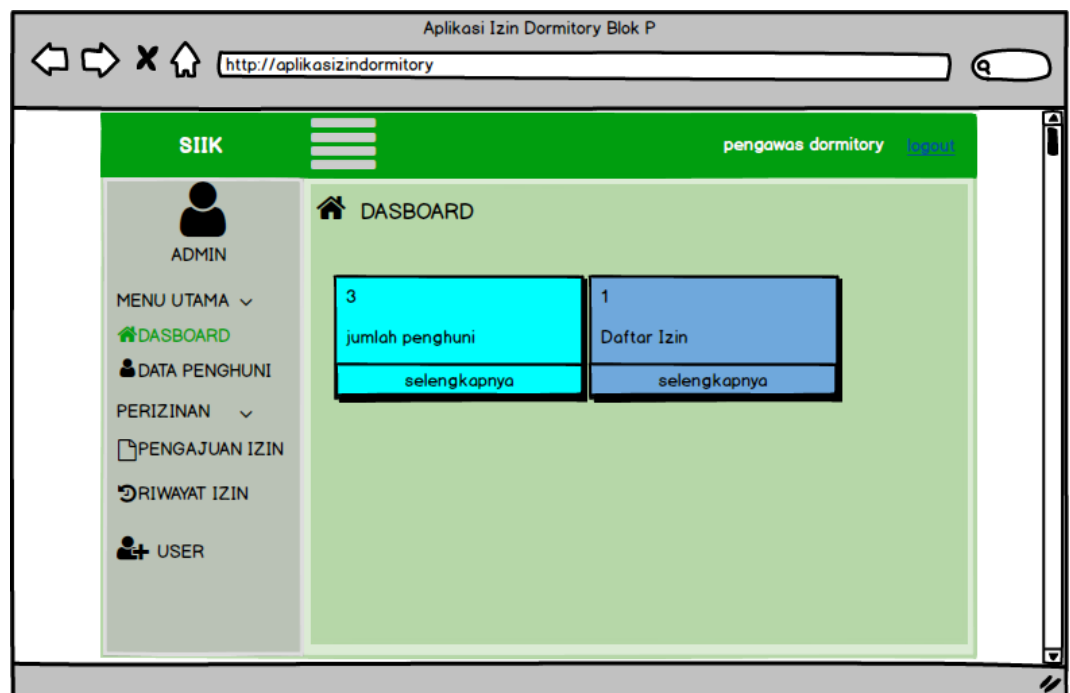 Aplikasi Izin Dormitory Blok P
http://aplikasizindormitory
SIIK
pengawas dormitory logout
ADMIN
MENU UTAMA
DASBOARD
DATA PENGHUNI
PERIZINAN
PENGAJUAN IZIN
RIWAYAT IZIN
USER
DASBOARD
3
jumlah penghuni
selengkapnya
1
Daftar Izin
selengkapnya